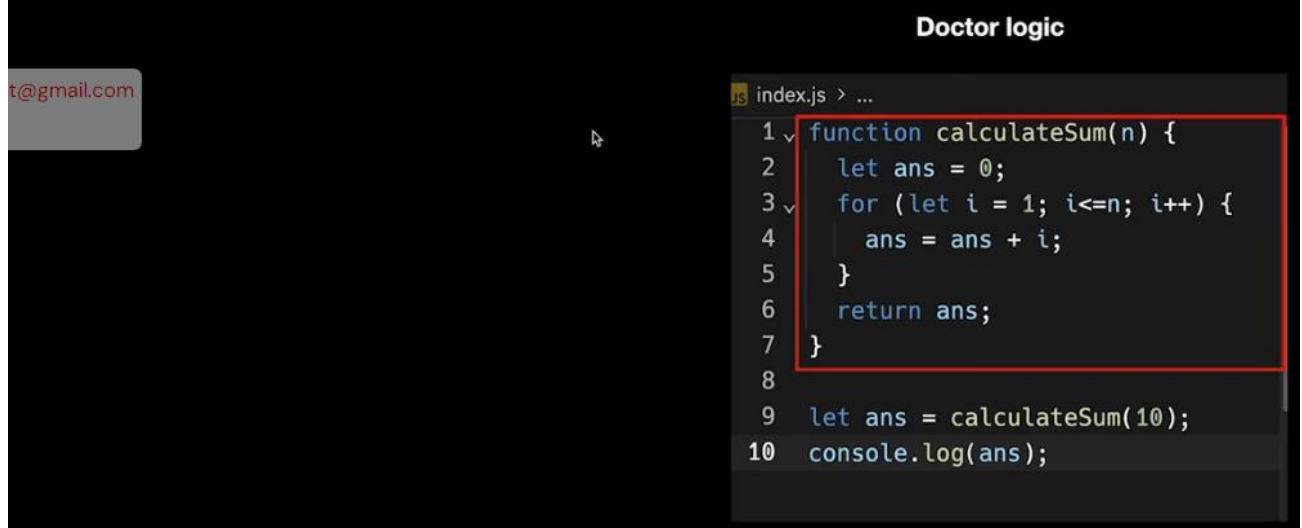 Doctor logic
t@gmail.com
JS index.js > ...
1 function calculateSum(n) {
2 let ans = 0;
3 for (let i = 1; i<=n; i++) {
4 ans = ans + i;
5 }
6 return ans;
7 }
8
9 let ans = calculateSum(10);
10 console.log(ans);